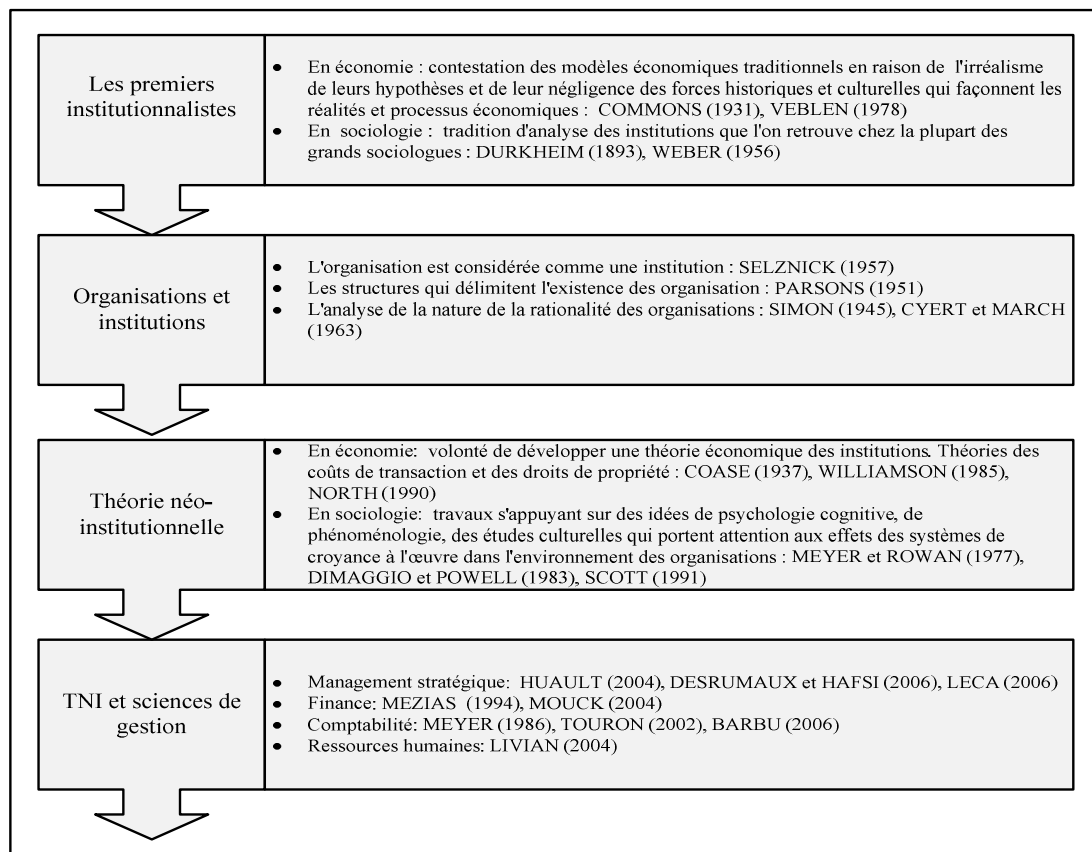 Les premiers
institutionnalistes
• En économie : contestation des modèles économiques traditionnels en raison de l'irréalisme
de leurs hypothèses et de leur négligence des forces historiques et culturelles qui façonnent les
réalités et processus économiques : COMMONS (1931), VEBLEN (1978)
• En sociologie : tradition d'analyse des institutions que l'on retrouve chez la plupart des
grands sociologues : DURKHEIM (1893), WEBER (1956)
Organisations et
institutions
• L'organisation est considérée comme une institution : SELZNICK (1957)
• Les structures qui délimitent l'existence des organisation : PARSONS (1951)
• L'analyse de la nature de la rationalité des organisations : SIMON (1945), CYERT et MARCH
(1963)
Théorie néo-
institutionnelle
• En économie: volonté de développer une théorie économique des institutions. Théories des
coûts de transaction et des droits de propriété : COASE (1937), WILLIAMSON (1985),
NORTH (1990)
• En sociologie: travaux s'appuyant sur des idées de psychologie cognitive, de
phénoménologie, des études culturelles qui portent attention aux effets des systèmes de
croyance à l'œuvre dans l'environnement des organisations : MEYER et ROWAN (1977),
DIMAGGIO et POWELL (1983), SCOTT (1991)
TNI et sciences de
gestion
• Management stratégique: HUAULT (2004), DESRUMAUX et HAFSI (2006), LECA (2006)
• Finance: MEZIAS (1994), MOUCK (2004)
• Comptabilité: MEYER (1986), TOURON (2002), BARBU (2006)
• Ressources humaines: LIVIAN (2004)